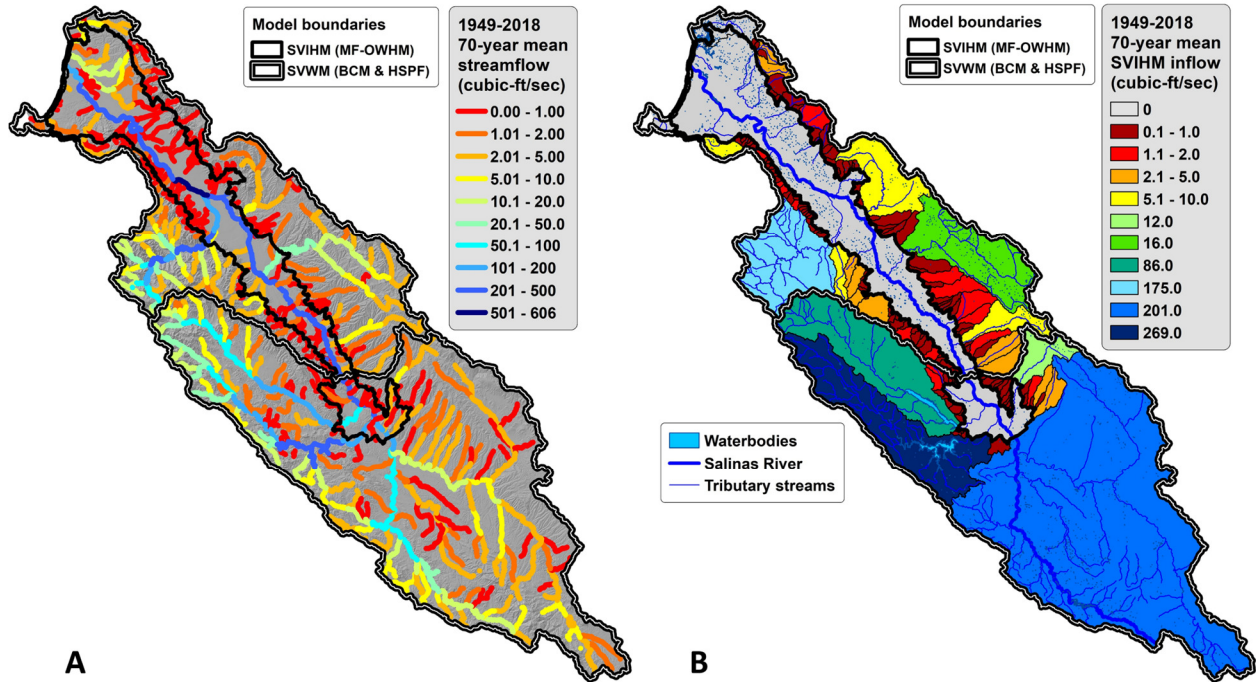 Model boundaries
SVIHM (MF-OWHM)
SVWM (BCM & HSPF)
1949-2018
70-year mean
streamflow
(cubic-ft/sec)
0.00 - 1.00
1.01 - 2.00
2.01 - 5.00
5.01 - 10.0
10.1 - 20.0
20.1 - 50.0
50.1 - 100
101 - 200
201 - 500
501 - 606
A
Model boundaries
SVIHM (MF-OWHM)
SVWM (BCM & HSPF)
1949-2018
70-year mean
SVIHM inflow
(cubic-ft/sec)
0
0.1 - 1.0
1.1 - 2.0
2.1 - 5.0
5.1 - 10.0
12.0
16.0
86.0
175.0
201.0
269.0
Waterbodies
Salinas River
Tributary streams
B